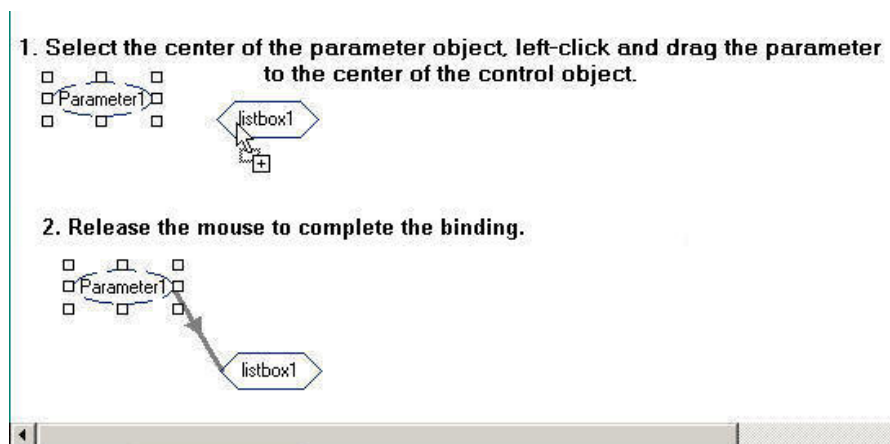 1. Select the center of the parameter object, left-click and drag the parameter
to the center of the control object.
Parameter1
listbox1
2. Release the mouse to complete the binding.
Parameter1
listbox1